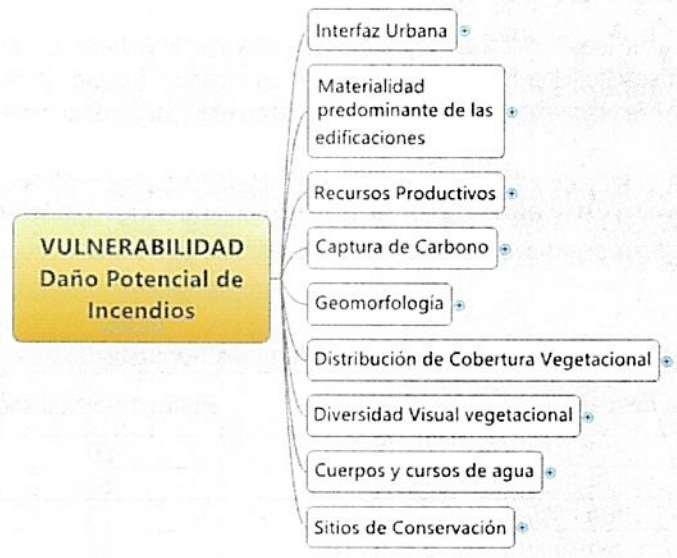 Interfaz Urbana
Materialidad
predominante de las
edificaciones
Recursos Productivos
VULNERABILIDAD
Daño Potencial de
Incendios
Captura de Carbono
Geomorfología
Distribución de Cobertura Vegetacional
Diversidad Visual vegetacional
Cuerpos y cursos de agua
Sitios de Conservación